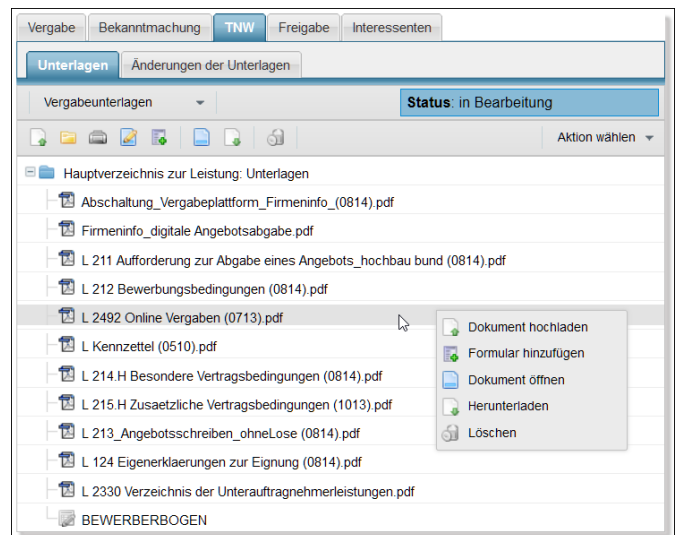 Vergabe Bekanntmachung TNW Freigabe Interessenten
Unterlagen Änderungen der Unterlagen
Vergabeunterlagen Status: in Bearbeitung
Aktion wählen
Hauptverzeichnis zur Leistung: Unterlagen
Abschaltung_Vergabeplattform_Firmeninfo_(0814).pdf
Firmeninfo_digitale Angebotsabgabe.pdf
L 211 Aufforderung zur Abgabe eines Angebots_hochbau bund (0814).pdf
L 212 Bewerbungsbedingungen (0814).pdf
L 2492 Online Vergaben (0713).pdf
L Kennzettel (0510).pdf
L 214.H Besondere Vertragsbedingungen (0814).pdf
L 215.H Zusaetzliche Vertragsbedingungen (1013).pdf
L 213_Angebotsschreiben_ohneLose (0814).pdf
L 124 Eigenerklaerungen zur Eignung (0814).pdf
L 2330 Verzeichnis der Unterauftragnehmerleistungen.pdf
BEWERBERBOGEN
Dokument hochladen
Formular hinzufügen
Dokument öffnen
Herunterladen
Löschen